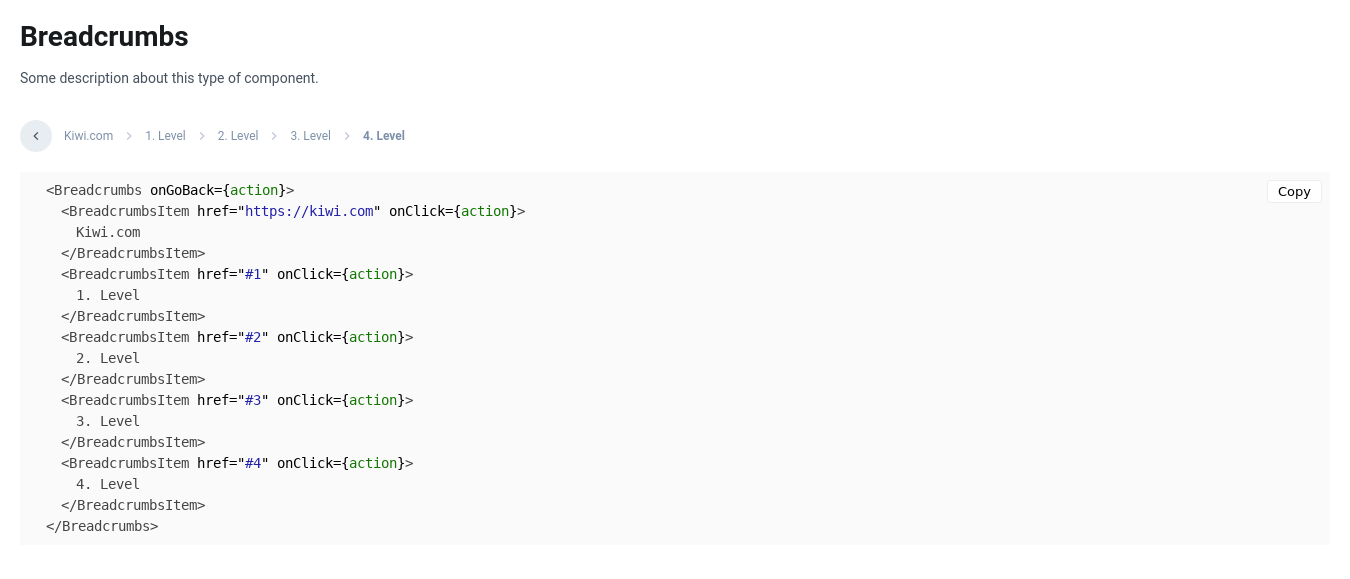 Breadcrumbs
Some description about this type of component.
Kiwi.com 1. Level 2. Level 3. Level 4. Level
Copy
<Breadcrumbs onGoBack={action}>
<BreadcrumbsItem href="https://kiwi.com" onClick={action}>
Kiwi.com
</BreadcrumbsItem>
<BreadcrumbsItem href="#1" onClick={action}>
1. Level
</BreadcrumbsItem>
<BreadcrumbsItem href="#2" onClick={action}>
2. Level
</BreadcrumbsItem>
<BreadcrumbsItem href="#3" onClick={action}>
3. Level
</BreadcrumbsItem>
<BreadcrumbsItem href="#4" onClick={action}>
4. Level
</BreadcrumbsItem>
</Breadcrumbs>